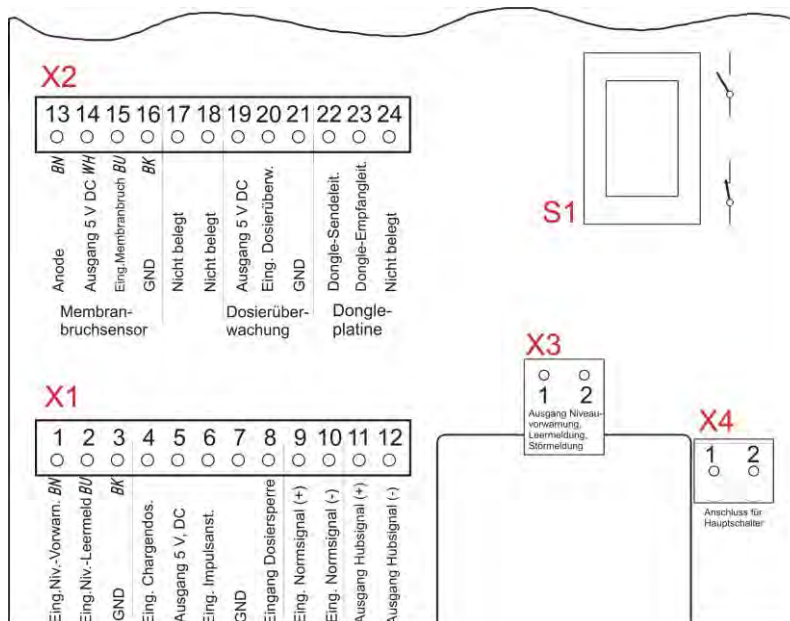 X2
13 14 15 16 17 18 19 20 21 22 23 24
BN
WH
BU
BK
Anode
Ausgang 5 V DC
Eing.Membranbruch
GND
Nicht belegt
Nicht belegt
Ausgang 5 V DC
Eing. Dosierüberw.
GND
Dongle-Sendeleit.
Dongle-Empfangleit.
Nicht belegt
Membran-
bruchsensor
Dosierüber-
wachung
Dongle-
platine
S1
X3
1 2
Ausgang Niveau-
vorwarnung,
Leermeldung,
Störmeldung
X4
1 2
Anschluss für
Hauptschalter
X1
1 2 3 4 5 6 7 8 9 10 11 12
Eing.Niv.-Vorwarn. BN
Eing.Niv.-Leermeld BU
GND
BK
Eing. Chargendos.
Ausgang 5 V, DC
Eing. Impulsanst.
GND
Eingang Dosiersperre
Eing. Normsignal (+)
Eing. Normsignal (-)
Ausgang Hubsignal (+)
Ausgang Hubsignal (-)